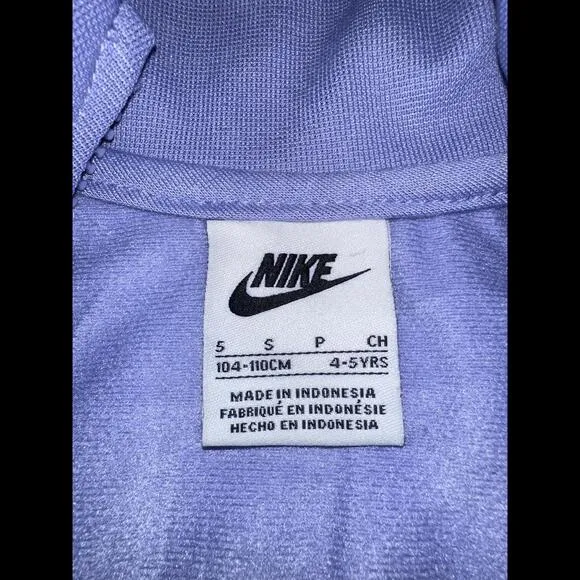 NIKE
5 S P CH
104-110CM 4-5YRS
MADE IN INDONESIA
FABRIQUÉ EN INDONÉSIE
HECHO EN INDONESIA